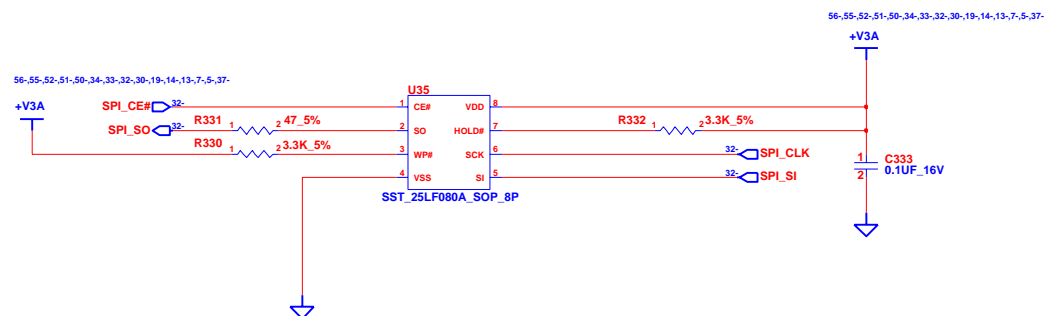 56-,55-,52-,51-,50-,34-,33-,32-,30-,19-,14-,13-,7-,5-,37-
+V3A
56-,55-,52-,51-,50-,34-,33-,32-,30-,19-,14-,13-,7-,5-,37-
+V3A
U35
SPI_CE# 32- 1 CE# VDD 8
SPI_SO 32- R331 1 2 47_5% 2 SO HOLD# 7 R332 1 2 3.3K_5%
R330 1 2 3.3K_5% 3 WP# SCK 6 32- SPI_CLK
4 VSS SI 5 32- SPI_SI
1 C333
2 0.1UF_16V
SST_25LF080A_SOP_8P